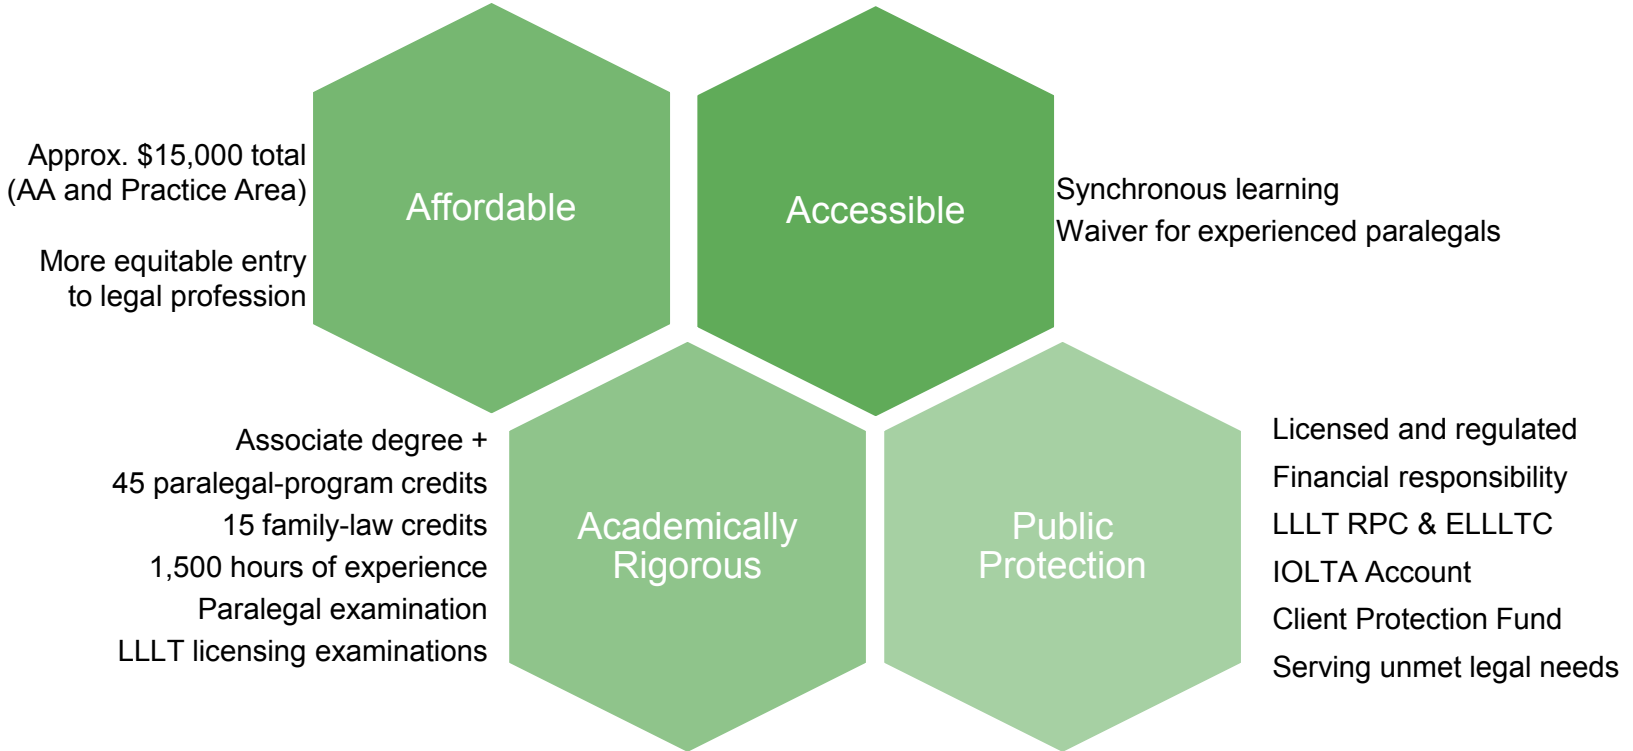 Approx. $15,000 total
(AA and Practice Area)
More equitable entry
to legal profession
Affordable
Accessible
Synchronous learning
Waiver for experienced paralegals
Associate degree +
45 paralegal-program credits
15 family-law credits
1,500 hours of experience
Paralegal examination
LLLT licensing examinations
Academically
Rigorous
Public
Protection
Licensed and regulated
Financial responsibility
LLLT RPC & ELLLTC
IOLTA Account
Client Protection Fund
Serving unmet legal needs